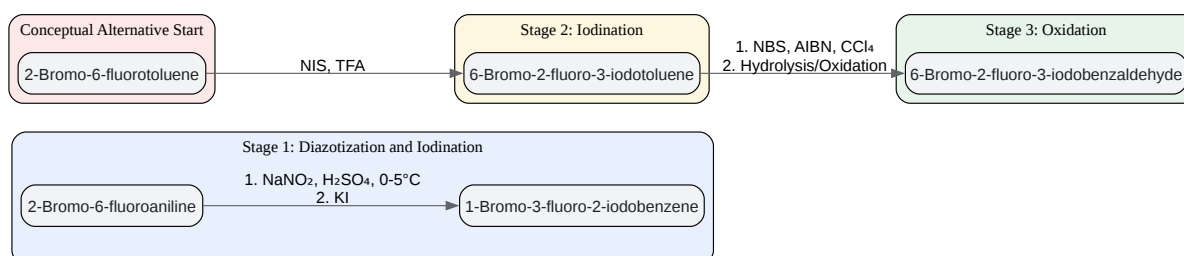 Conceptual Alternative Start
2-Bromo-6-fluorotoluene
NIS, TFA
Stage 2: Iodination
6-Bromo-2-fluoro-3-iodotoluene
1. NBS, AIBN, CCl₄
2. Hydrolysis/Oxidation
Stage 3: Oxidation
6-Bromo-2-fluoro-3-iodobenzaldehyde
Stage 1: Diazotization and Iodination
2-Bromo-6-fluoroaniline
1. NaNO₂, H₂SO₄, 0-5°C
2. KI
1-Bromo-3-fluoro-2-iodobenzene